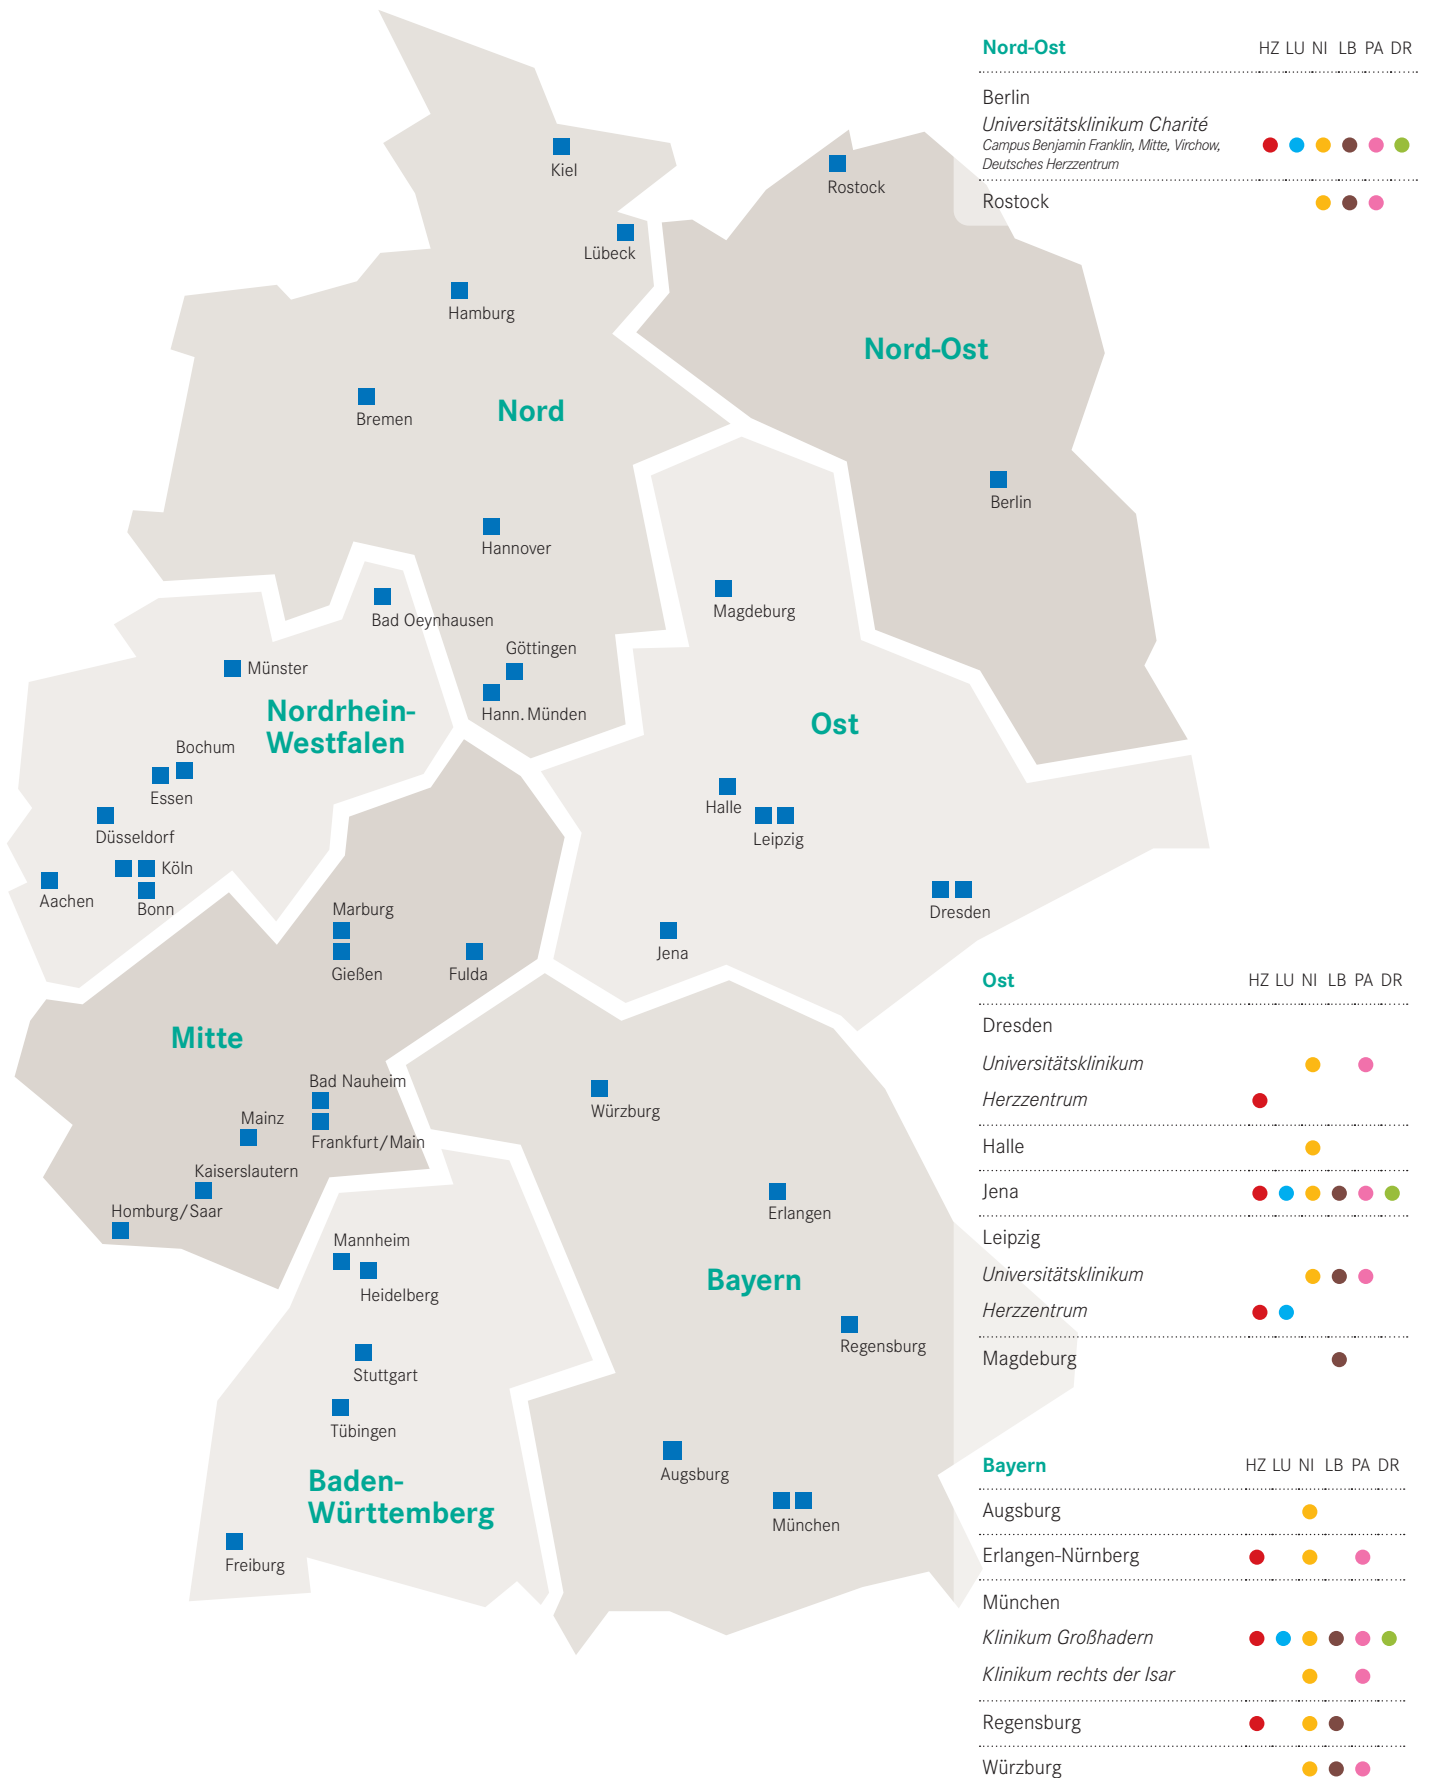 Kiel
Rostock
Lübeck
Hamburg
Nord-Ost
Bremen
Nord
Berlin
Hannover
Bad Oeynhausen
Magdeburg
Göttingen
Münster
Hann. Münden
Nordrhein-
Westfalen
Ost
Bochum
Essen
Halle
Düsseldorf
Leipzig
Köln
Aachen
Bonn
Marburg
Dresden
Gießen
Fulda
Jena
Mitte
Bad Nauheim
Würzburg
Mainz
Frankfurt/Main
Kaiserslautern
Homburg/Saar
Erlangen
Mannheim
Bayern
Heidelberg
Regensburg
Stuttgart
Tübingen
Augsburg
Baden-
Württemberg
München
Freiburg
Nord-Ost HZ LU NI LB PA DR
Berlin
Universitätsklinikum Charité
Campus Benjamin Franklin, Mitte, Virchow,
Deutsches Herzzentrum
Rostock
Ost HZ LU NI LB PA DR
Dresden
Universitätsklinikum
Herzzentrum
Halle
Jena
Leipzig
Universitätsklinikum
Herzzentrum
Magdeburg
Bayern HZ LU NI LB PA DR
Augsburg
Erlangen-Nürnberg
München
Klinikum Großhadern
Klinikum rechts der Isar
Regensburg
Würzburg